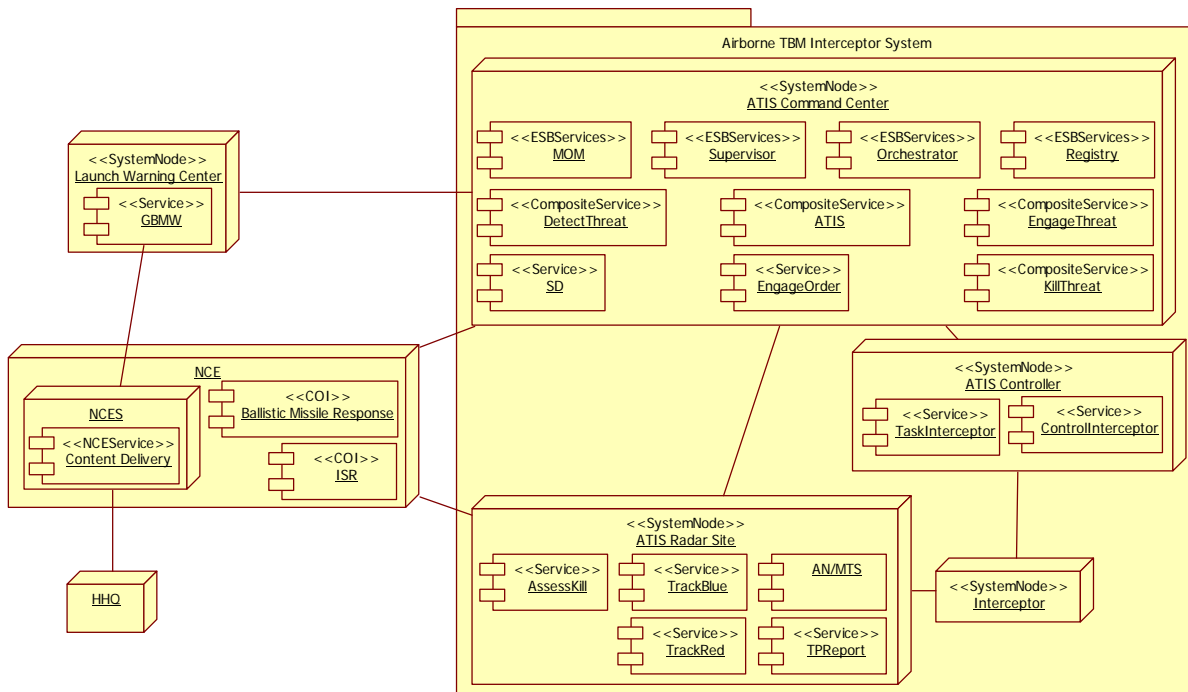 Airborne TBM Interceptor System
<<SystemNode>>
ATIS Command Center
<<ESBServices>>
MOM
<<ESBServices>>
Supervisor
<<ESBServices>>
Orchestrator
<<ESBServices>>
Registry
<<CompositeService>>
DetectThreat
<<CompositeService>>
ATIS
<<CompositeService>>
EngageThreat
<<Service>>
SD
<<Service>>
EngageOrder
<<CompositeService>>
KillThreat
<<SystemNode>>
Launch Warning Center
<<Service>>
GBMW
NCE
<<COI>>
Ballistic Missile Response
NCES
<<NCEService>>
Content Delivery
<<COI>>
ISR
HHQ
<<SystemNode>>
ATIS Controller
<<Service>>
TaskInterceptor
<<Service>>
ControlInterceptor
<<SystemNode>>
ATIS Radar Site
<<Service>>
AssessKill
<<Service>>
TrackBlue
AN/MTS
<<Service>>
TrackRed
<<Service>>
TPReport
<<SystemNode>>
Interceptor